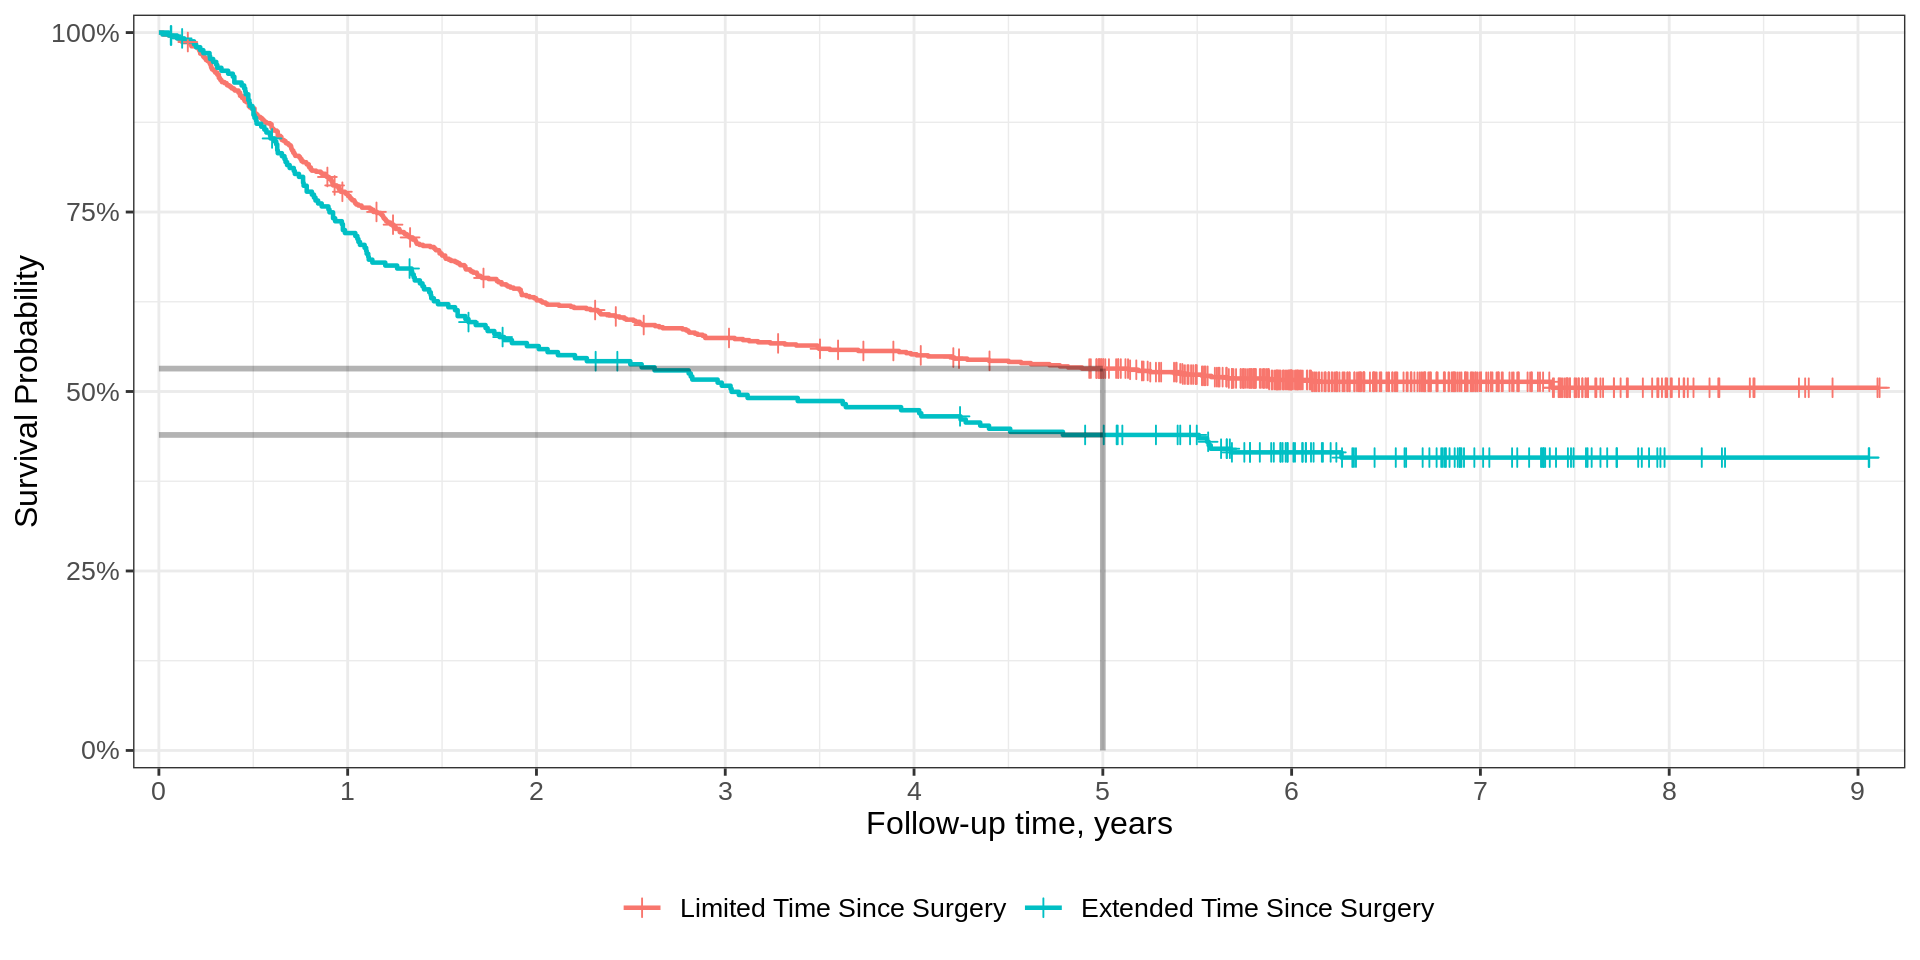 Survival Probability
100%
75%
50%
25%
0%
0 1 2 3 4 5 6 7 8 9
Follow-up time, years
Limited Time Since Surgery Extended Time Since Surgery